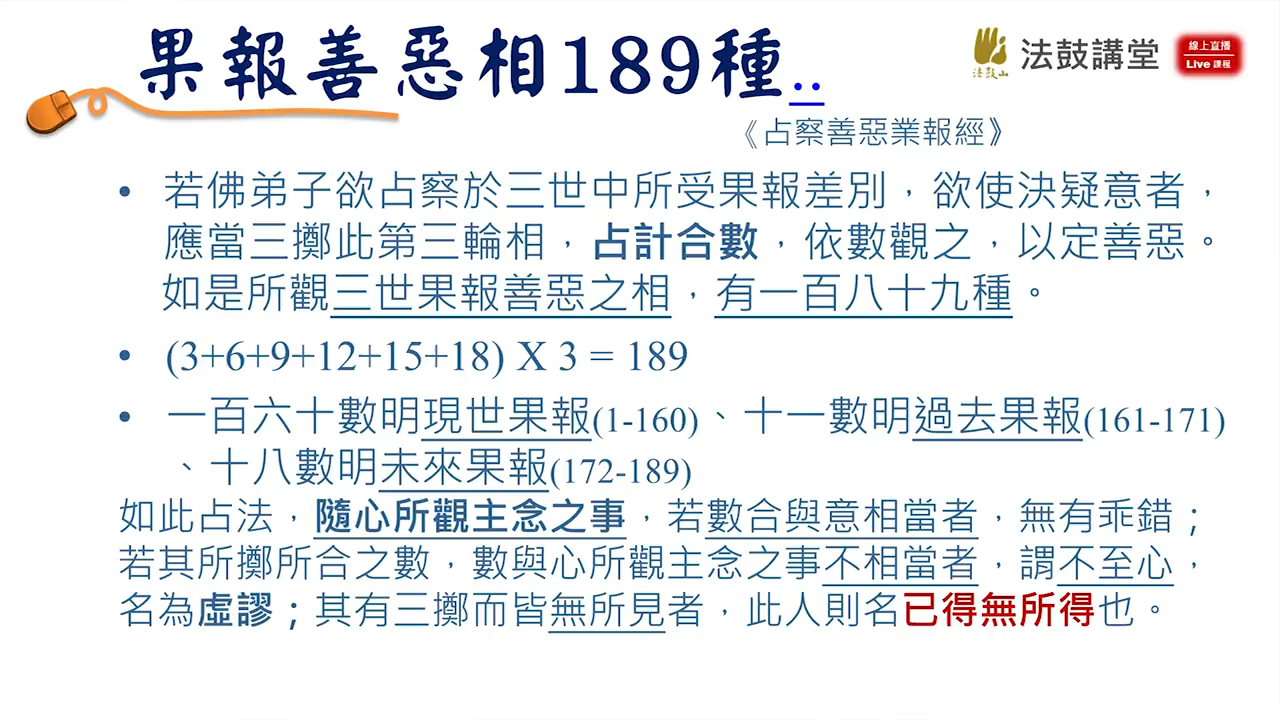 果報善惡相189種..
法鼓山
法鼓講堂
線上直播
Live 課程
《占察善惡業報經》
• 若佛弟子欲占察於三世中所受果報差別，欲使決疑意者，
應當三擲此第三輪相，占計合數，依數觀之，以定善惡。
如是所觀三世果報善惡之相，有一百八十九種。
• (3+6+9+12+15+18) X 3 = 189
• 一百六十數明現世果報(1-160)、十一數明過去果報(161-171)
、十八數明未來果報(172-189)
如此占法，隨心所觀主念之事，若數合與意相當者，無有乖錯；
若其所擲所合之數，數與心所觀主念之事不相當者，謂不至心，
名為虛謬；其有三擲而皆無所見者，此人則名已得無所得也。